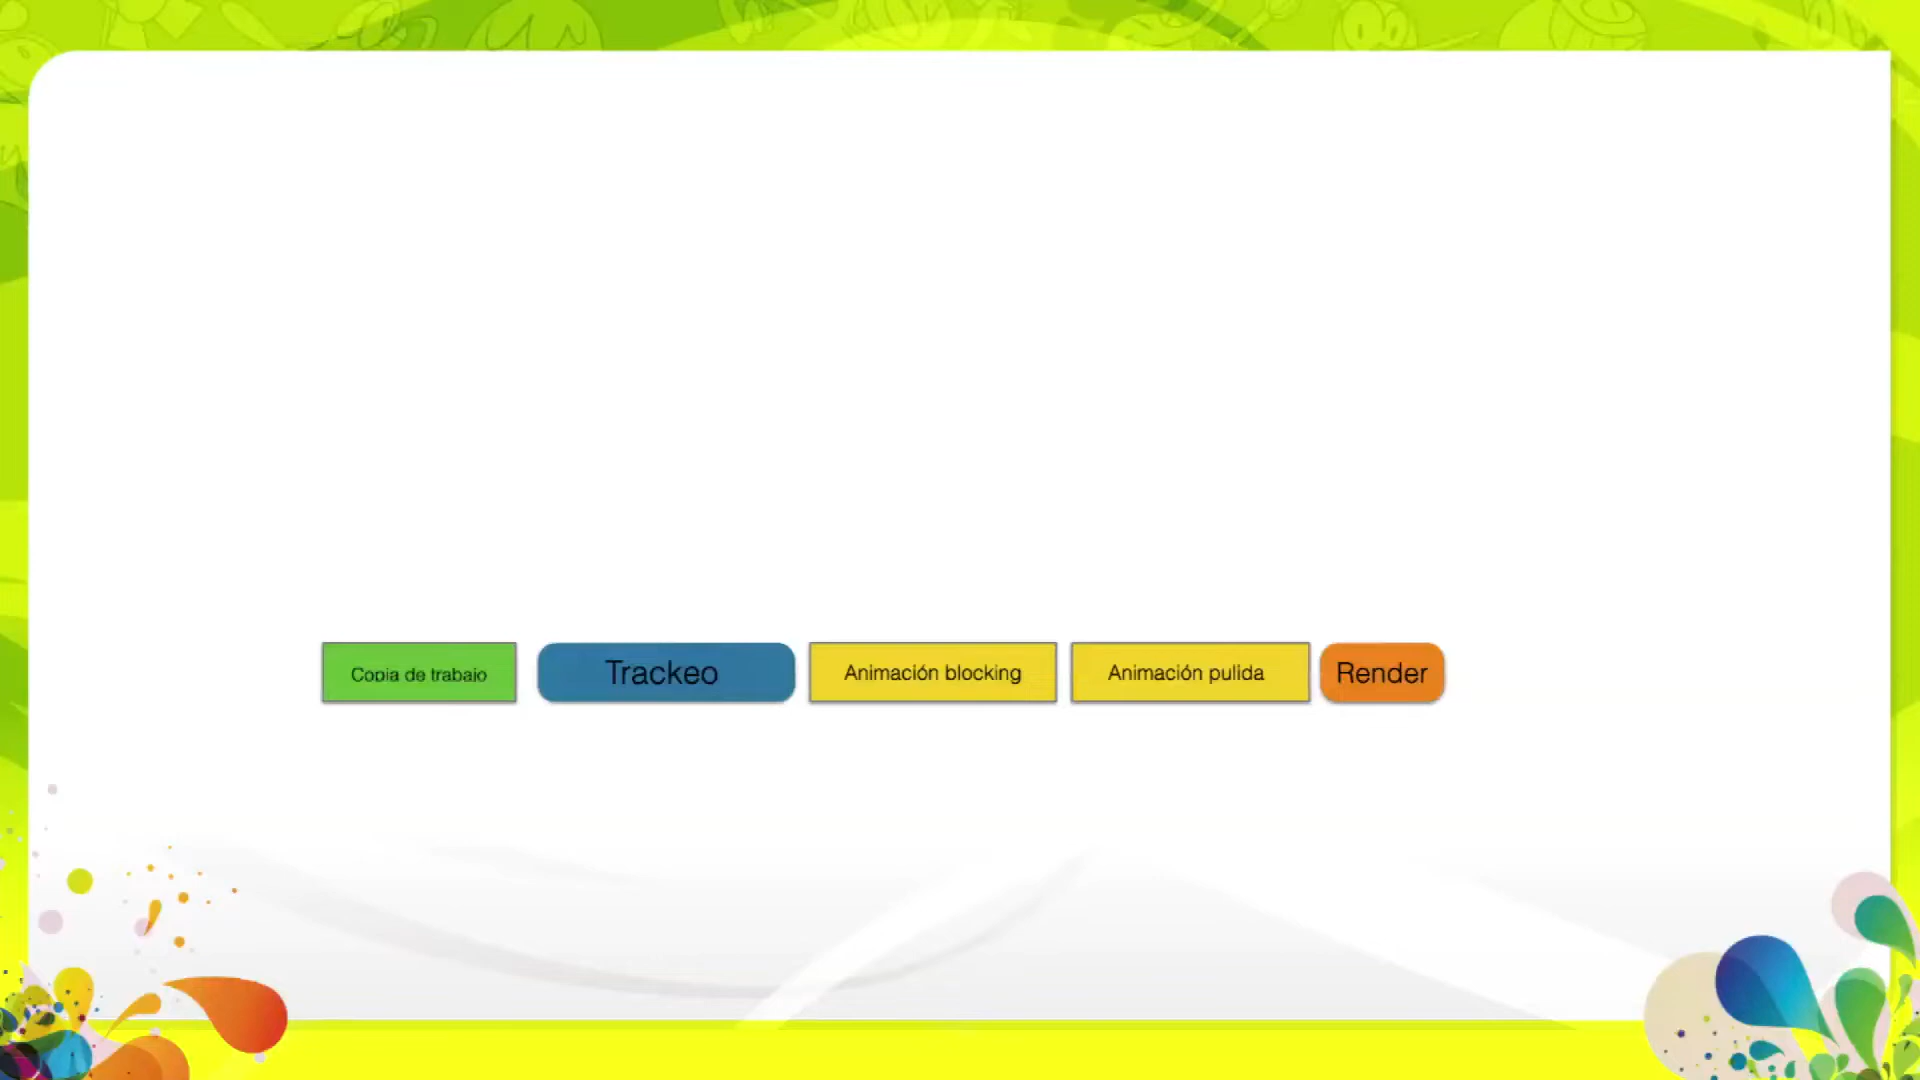 Copia de trabajo
Trackeo
Animación blocking
Animación pulida
Render